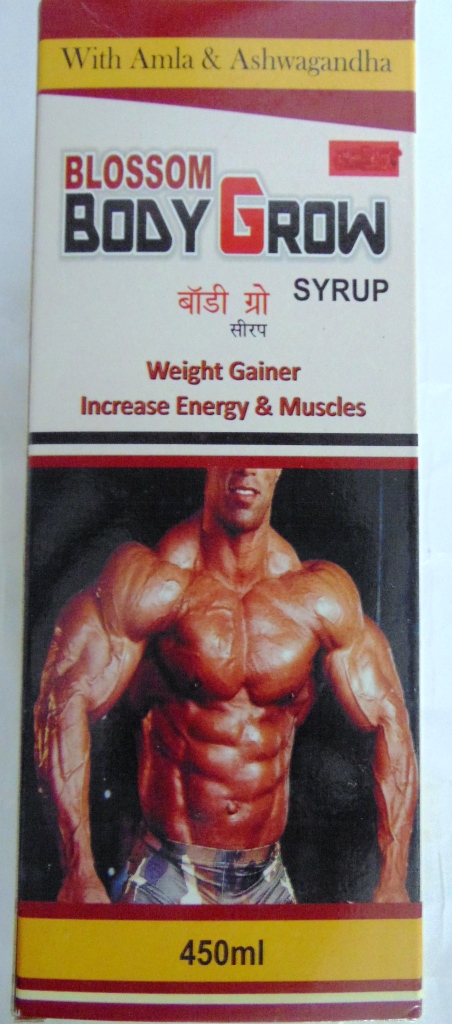 With Amla & Ashwagandha
BLOSSOM
BODY GROW
SYRUP
बॉडी ग्रो
सीरप
Weight Gainer
Increase Energy & Muscles
450ml